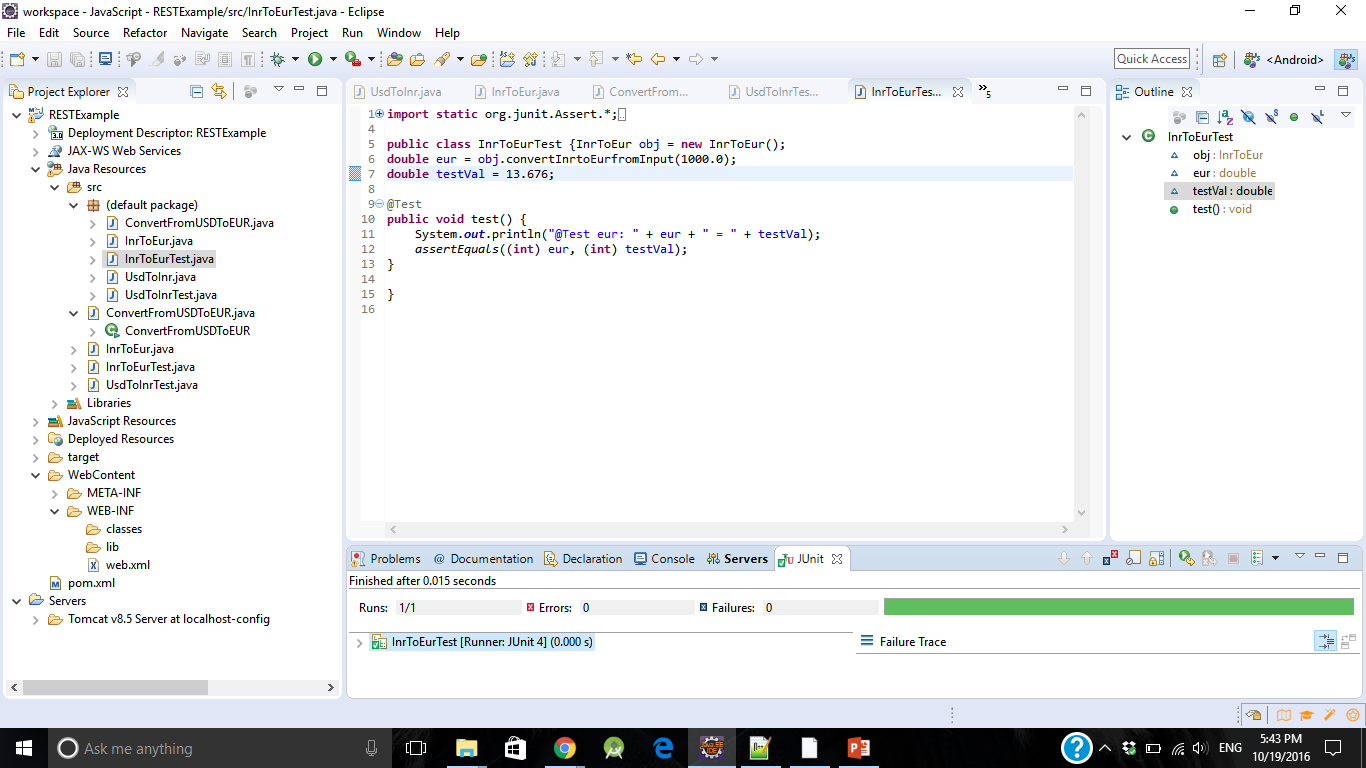 workspace - JavaScript - RESTExample/src/InrToEurTest.java - Eclipse
File Edit Source Refactor Navigate Search Project Run Window Help
Quick Access <Android>
Project Explorer
RESTExample
Deployment Descriptor: RESTExample
JAX-WS Web Services
Java Resources
src
(default package)
ConvertFromUSDToEUR.java
InrToEur.java
InrToEurTest.java
UsdToInr.java
UsdToInrTest.java
ConvertFromUSDToEUR.java
ConvertFromUSDToEUR
InrToEur.java
InrToEurTest.java
UsdToInrTest.java
Libraries
JavaScript Resources
Deployed Resources
target
WebContent
META-INF
WEB-INF
classes
lib
web.xml
pom.xml
Servers
Tomcat v8.5 Server at localhost-config
UsdToInr.java InrToEur.java ConvertFrom... UsdToInrTes... InrToEurTes... »5
1 import static org.junit.Assert.*;
4
5 public class InrToEurTest {InrToEur obj = new InrToEur();
6 double eur = obj.convertInrtoEurfromInput(1000.0);
7 double testVal = 13.676;
8
9 @Test
10 public void test() {
11 System.out.println("@Test eur: " + eur + " = " + testVal);
12 assertEquals((int) eur, (int) testVal);
13 }
14
15 }
16
Outline
InrToEurTest
obj : InrToEur
eur : double
testVal : double
test() : void
Problems @ Documentation Declaration Console Servers JUnit
Finished after 0.015 seconds
Runs: 1/1 Errors: 0 Failures: 0
InrToEurTest [Runner: JUnit 4] (0.000 s)
Failure Trace
Ask me anything
ENG
5:43 PM
10/19/2016